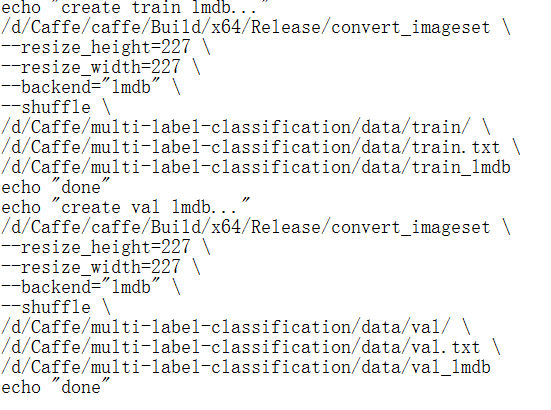 echo "create train lmdb..."
/d/Caffe/caffe/Build/x64/Release/convert_imageset \
--resize_height=227 \
--resize_width=227 \
--backend="lmdb" \
--shuffle \
/d/Caffe/multi-label-classification/data/train/ \
/d/Caffe/multi-label-classification/data/train.txt \
/d/Caffe/multi-label-classification/data/train_lmdb
echo "done"
echo "create val lmdb..."
/d/Caffe/caffe/Build/x64/Release/convert_imageset \
--resize_height=227 \
--resize_width=227 \
--backend="lmdb" \
--shuffle \
/d/Caffe/multi-label-classification/data/val/ \
/d/Caffe/multi-label-classification/data/val.txt \
/d/Caffe/multi-label-classification/data/val_lmdb
echo "done"